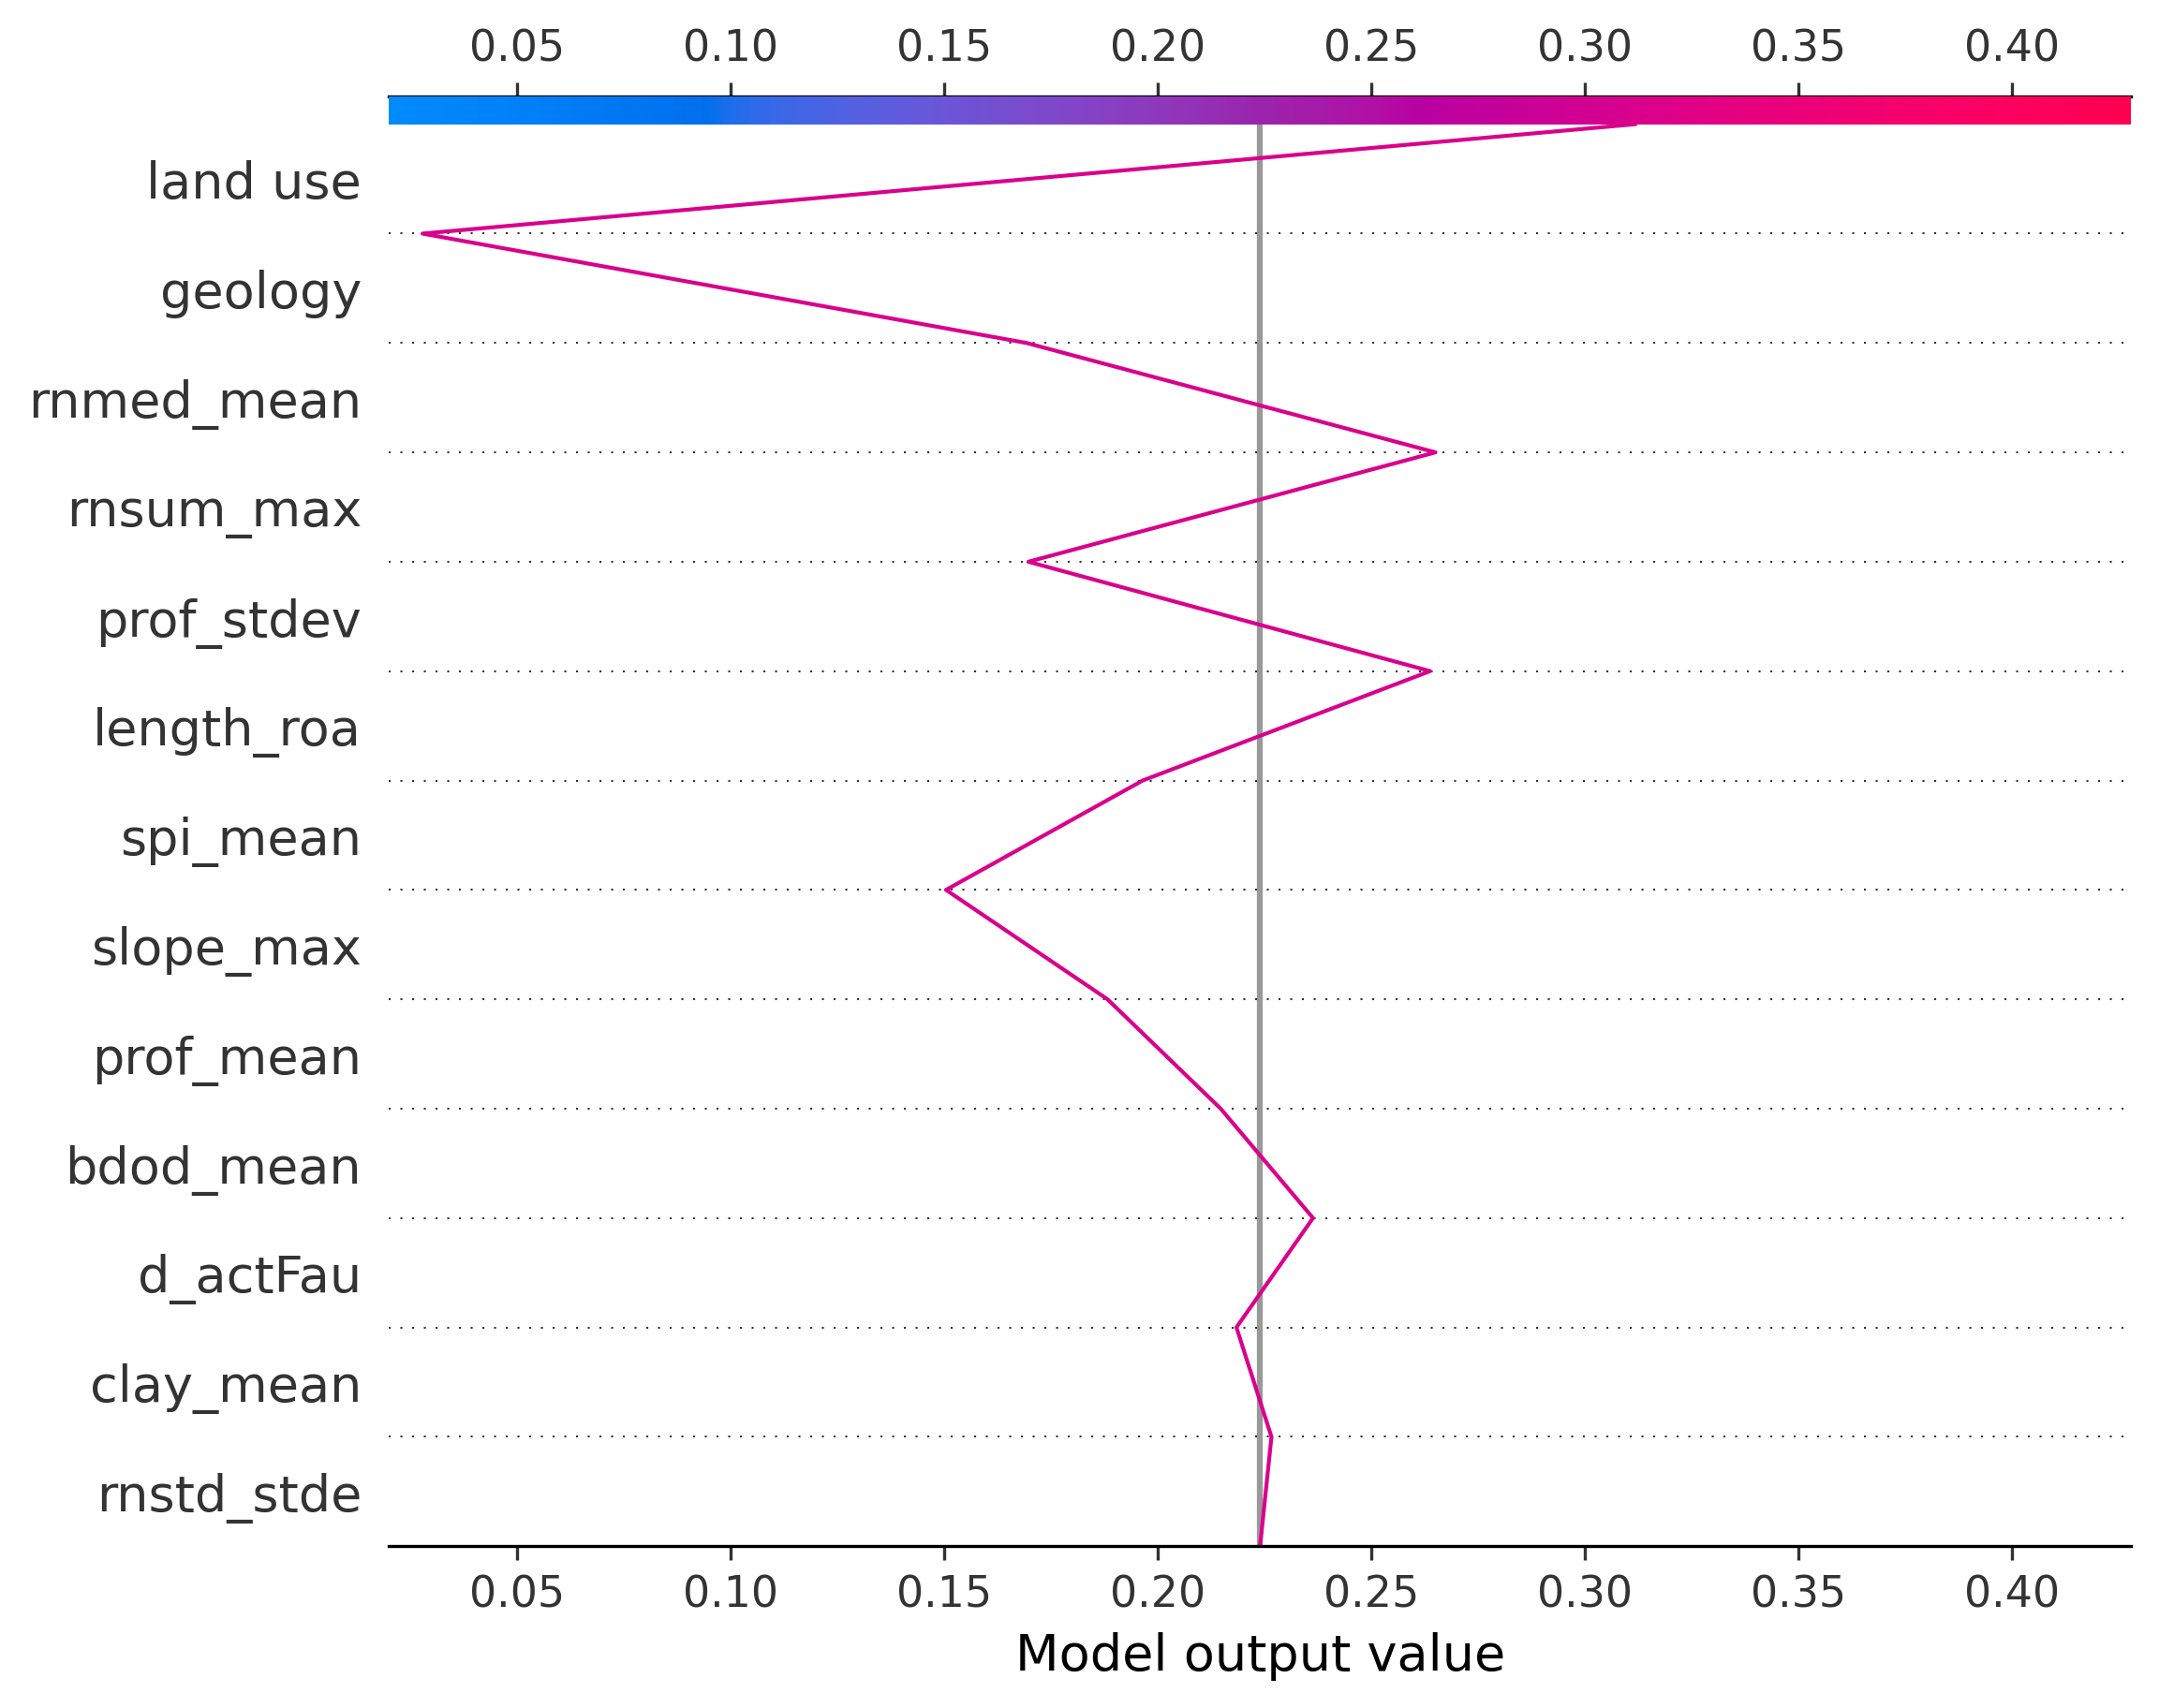 0.05 0.10 0.15 0.20 0.25 0.30 0.35 0.40
land use
geology
rnmed_mean
rnsum_max
prof_stdev
length_roa
spi_mean
slope_max
prof_mean
bdod_mean
d_actFau
clay_mean
rnstd_stde
0.05 0.10 0.15 0.20 0.25 0.30 0.35 0.40
Model output value